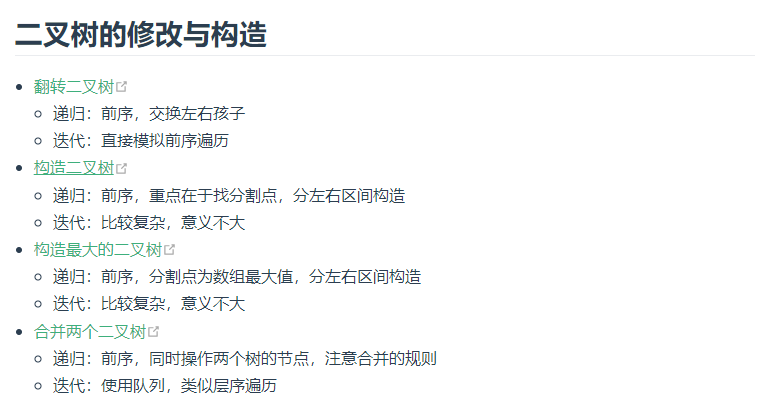 二叉树的修改与构造
翻转二叉树
递归：前序，交换左右孩子
迭代：直接模拟前序遍历
构造二叉树
递归：前序，重点在于找分割点，分左右区间构造
迭代：比较复杂，意义不大
构造最大的二叉树
递归：前序，分割点为数组最大值，分左右区间构造
迭代：比较复杂，意义不大
合并两个二叉树
递归：前序，同时操作两个树的节点，注意合并的规则
迭代：使用队列，类似层序遍历